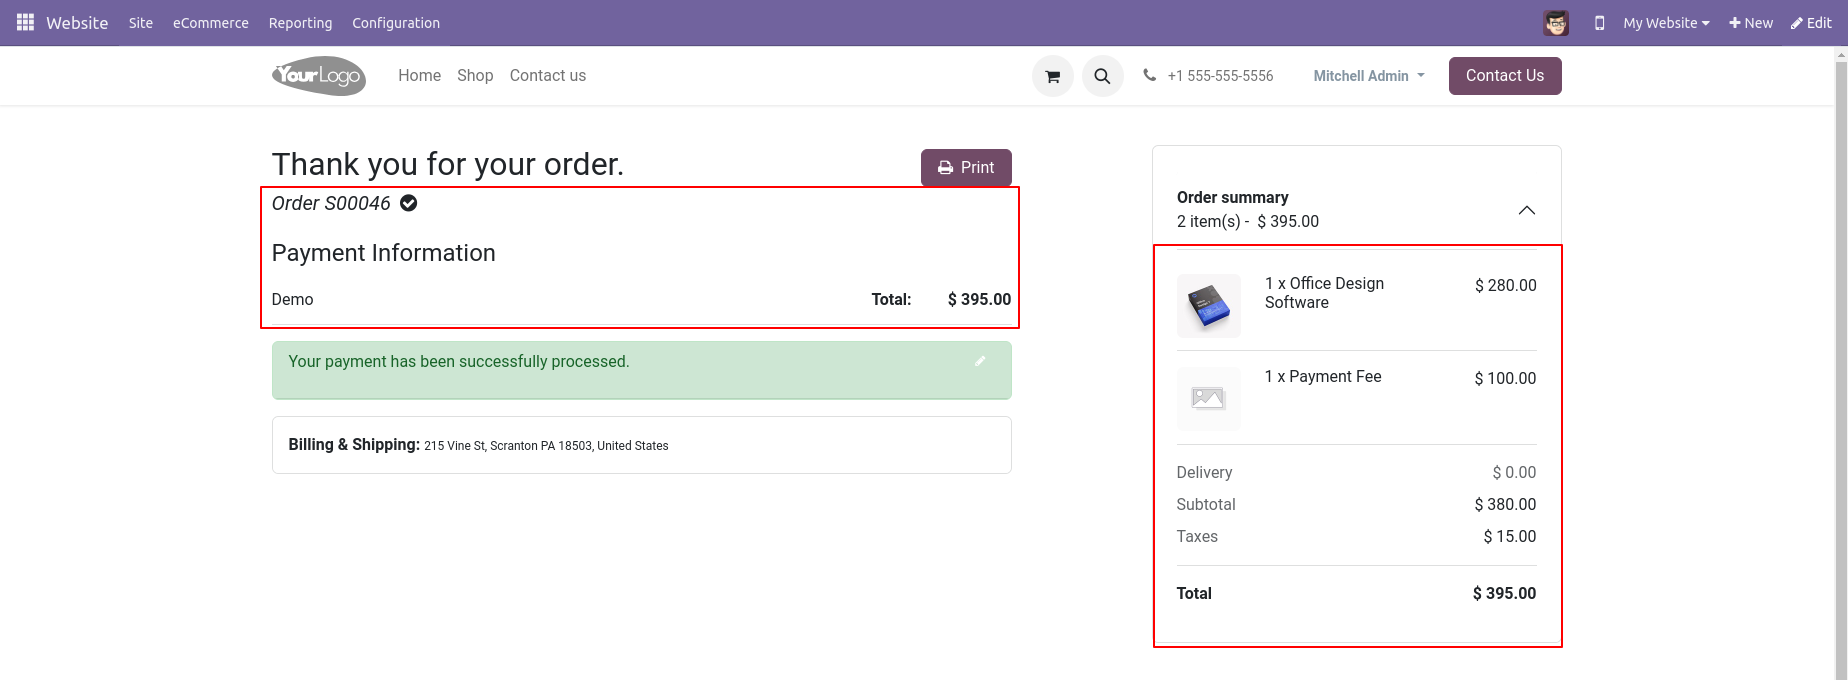 Website Site eCommerce Reporting Configuration My Website New Edit
YourLogo Home Shop Contact us +1 555-555-5556 Mitchell Admin Contact Us
Thank you for your order. Print
Order S00046
Payment Information
Demo Total: $ 395.00
Your payment has been successfully processed.
Billing & Shipping: 215 Vine St, Scranton PA 18503, United States
Order summary
2 item(s) - $ 395.00
1 x Office Design $ 280.00
Software
1 x Payment Fee $ 100.00
Delivery $ 0.00
Subtotal $ 380.00
Taxes $ 15.00
Total $ 395.00